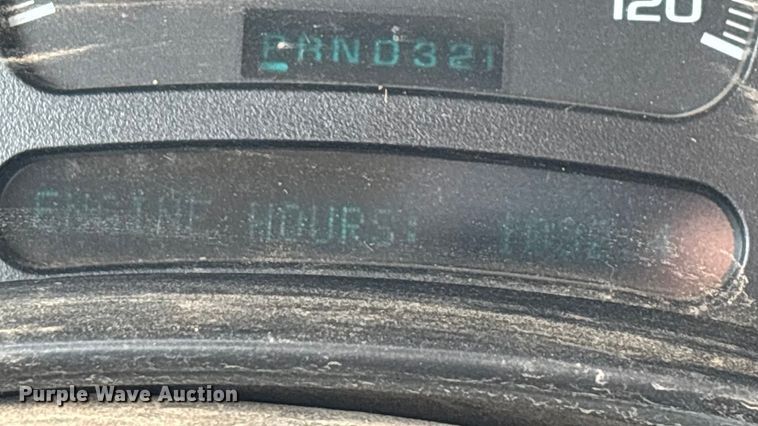 120
PRND321
ENGINE HOURS:
Purple Wave Auction